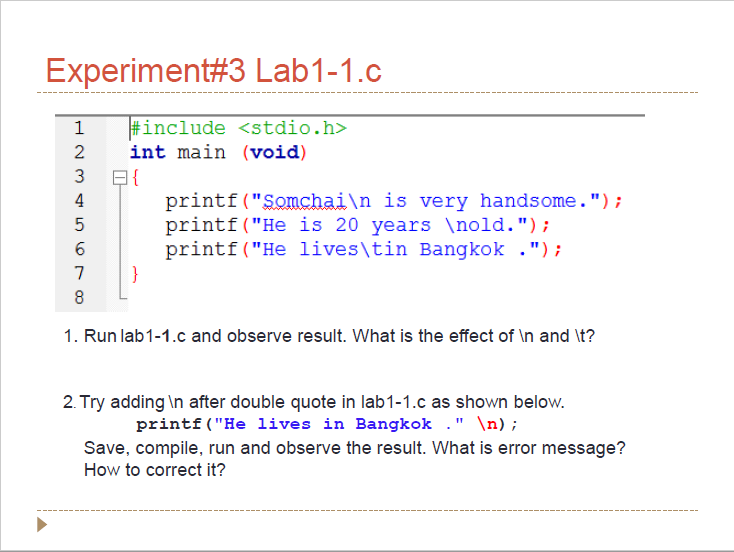 Experiment#3 Lab1-1.c
1 #include <stdio.h>
2 int main (void)
3 {
4 printf("Somchai\n is very handsome.");
5 printf("He is 20 years \nold.");
6 printf("He lives\tin Bangkok .");
7 }
8
1. Run lab1-1.c and observe result. What is the effect of \n and \t?
2. Try adding \n after double quote in lab1-1.c as shown below.
printf("He lives in Bangkok ." \n);
Save, compile, run and observe the result. What is error message?
How to correct it?